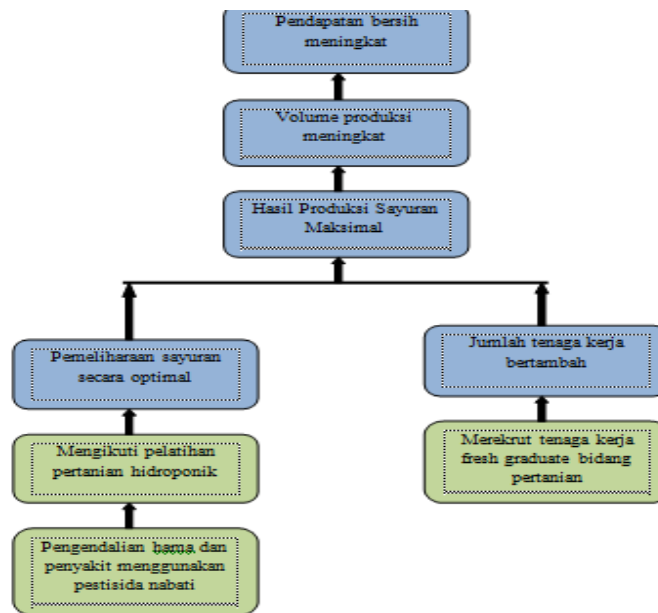 Pendapatan bersih
meningkat
Volume produksi
meningkat
Hasil Produksi Sayuran
Maksimal
Pemeliharaan sayuran
secara optimal
Jumlah tenaga kerja
bertambah
Mengikuti pelatihan
pertanian hidroponik
Merekrut tenaga kerja
fresh graduate bidang
pertanian
Pengendalian hama dan
penyakit menggunakan
pestisida nabati